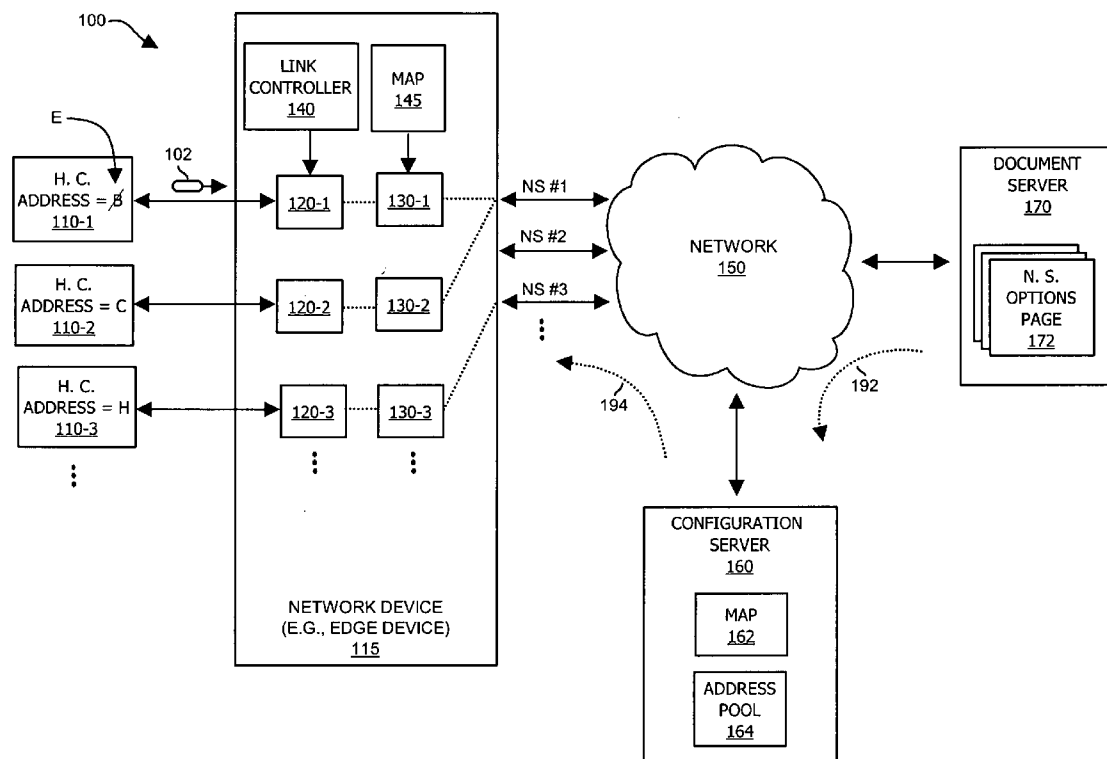 100
LINK
CONTROLLER
140
MAP
145
E
102
H. C.
ADDRESS = B
110-1
120-1
130-1
NS #1
NS #2
NS #3
H. C.
ADDRESS = C
110-2
120-2
130-2
H. C.
ADDRESS = H
110-3
120-3
130-3
NETWORK DEVICE
(E.G., EDGE DEVICE)
115
NETWORK
150
DOCUMENT
SERVER
170
N. S.
OPTIONS
PAGE
172
192
194
CONFIGURATION
SERVER
160
MAP
162
ADDRESS
POOL
164